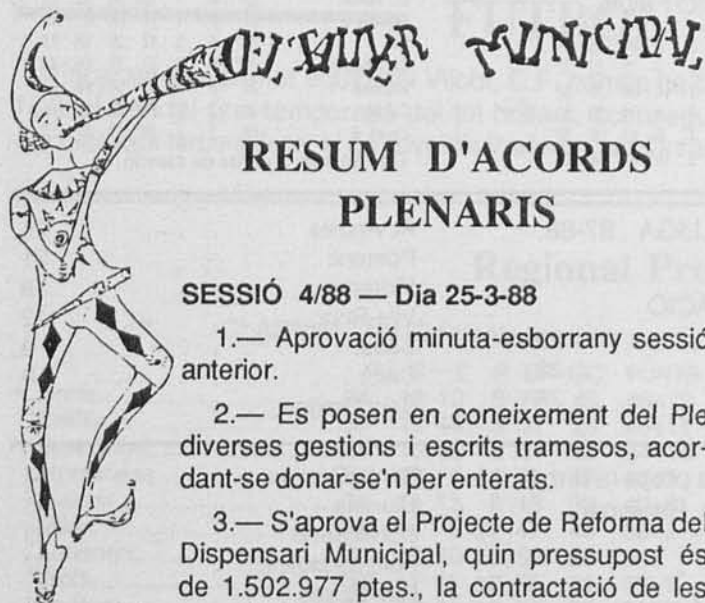 EL SALLER MUNICIPAL
RESUM D'ACORDS
PLENARIS
SESSIÓ 4/88 — Dia 25-3-88
1.— Aprovació minuta-esborrany sessió
anterior.
2.— Es posen en coneixement del Ple
diverses gestions i escrits tramesos, acor-
dant-se donar-se'n per enterats.
3.— S'aprova el Projecte de Reforma del
Dispensari Municipal, quin pressupost és
de 1.502.977 ptes., la contractació de les